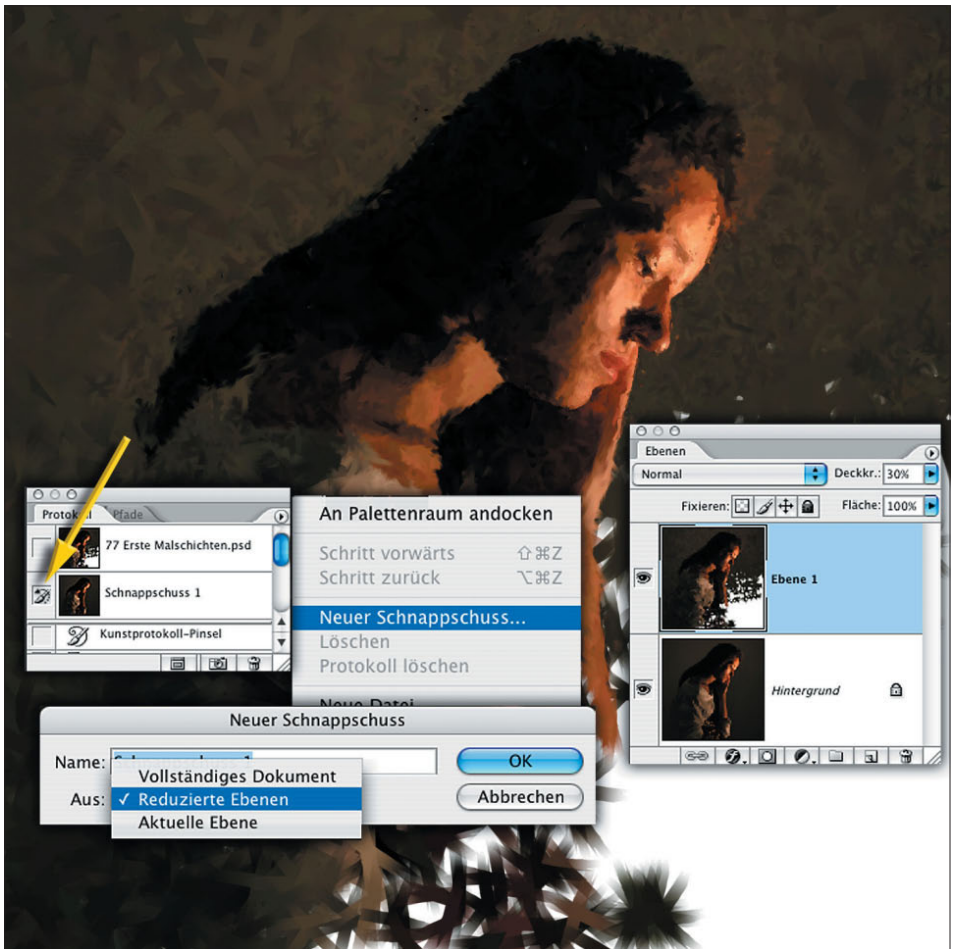 Protokoll Pfade
77 Erste Malschichten.psd
Schnappschuss 1
Kunstprotokoll-Pinsel
An Palettenraum andocken
Schritt vorwärts ⇧⌘Z
Schritt zurück ⌥⌘Z
Neuer Schnappschuss...
Löschen
Protokoll löschen
Neue Datei
Ebenen
Normal Deckkr.: 30%
Fixieren: Fläche: 100%
Ebene 1
Hintergrund
Neuer Schnappschuss
Name: Schnappschuss 1 OK
Vollständiges Dokument
Aus: ✓ Reduzierte Ebenen Abbrechen
Aktuelle Ebene